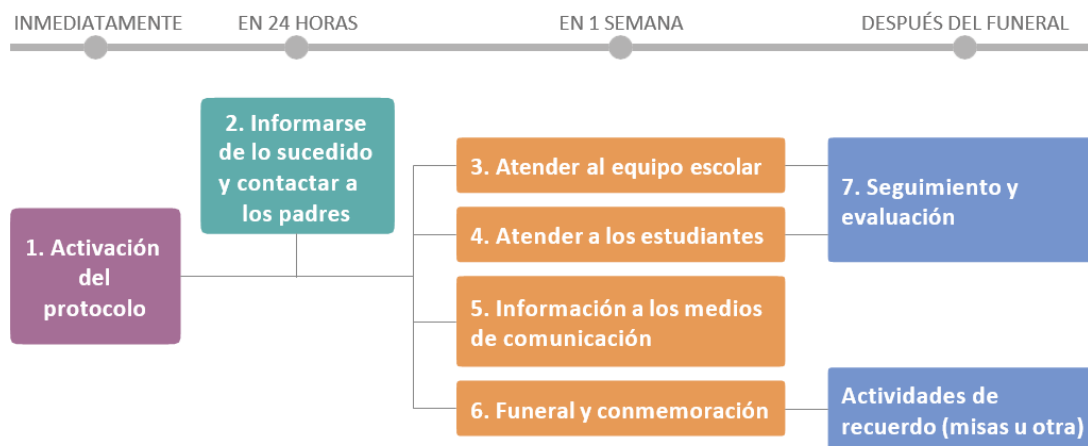 INMEDIATAMENTE
EN 24 HORAS
EN 1 SEMANA
DESPUÉS DEL FUNERAL
1. Activación
del
protocolo
2. Informarse
de lo sucedido
y contactar a
los padres
3. Atender al equipo escolar
4. Atender a los estudiantes
5. Información a los medios
de comunicación
6. Funeral y conmemoración
7. Seguimiento y
evaluación
Actividades de
recuerdo (misas u otra)